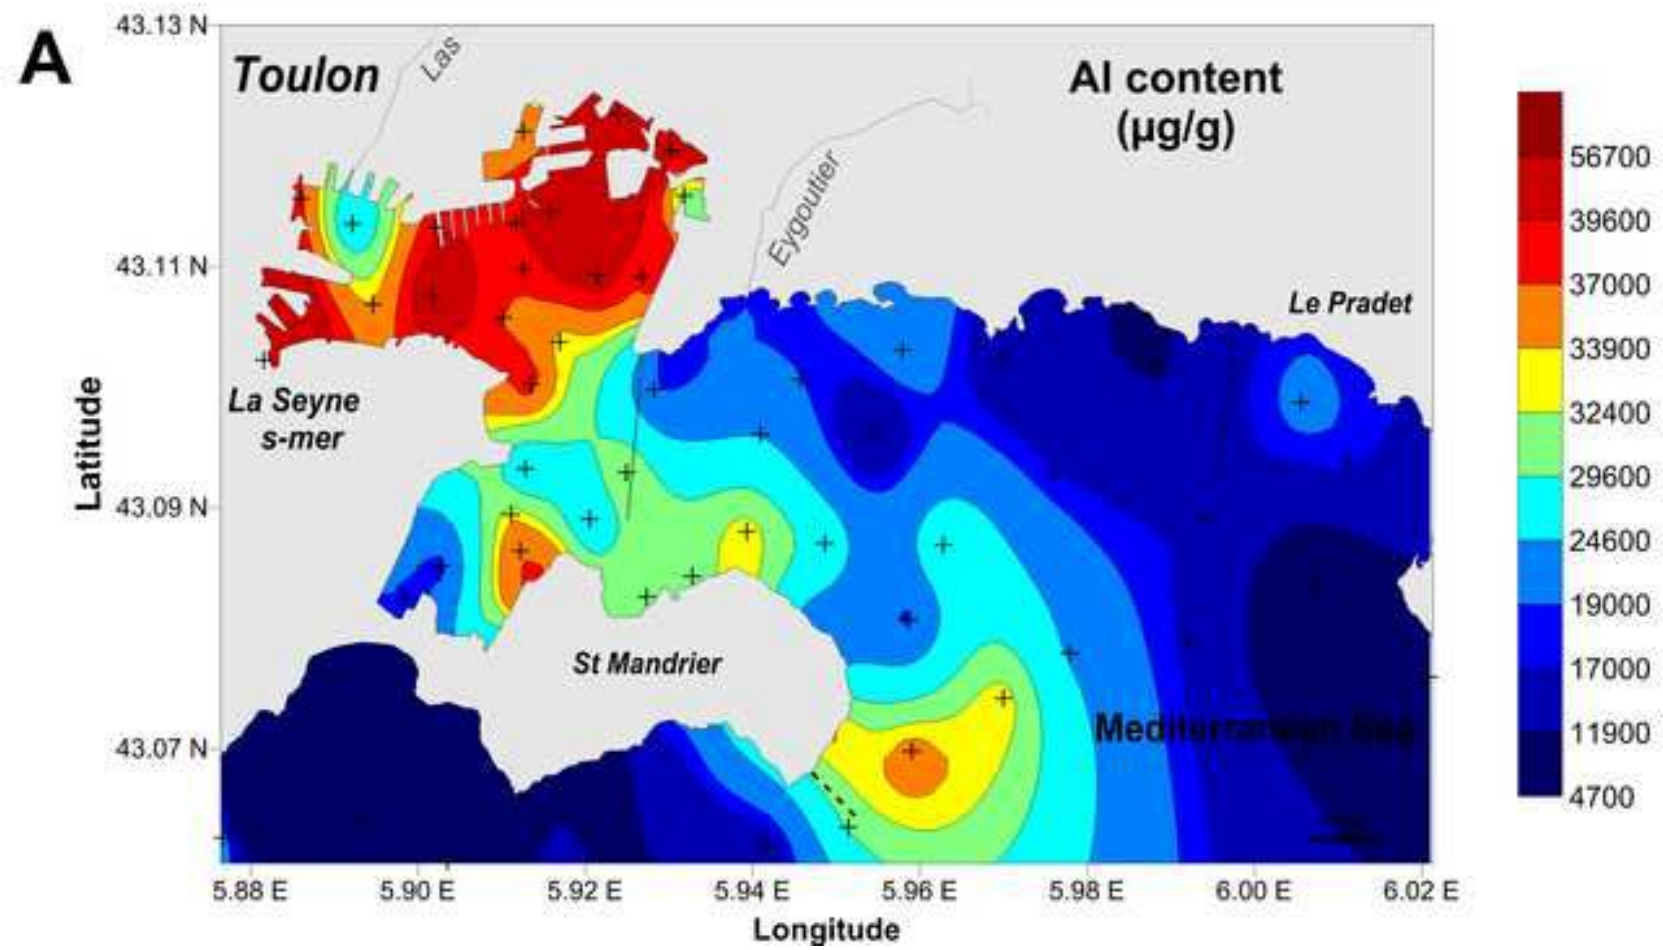 A
43.13 N
Toulon
Las
Al content
(µg/g)
Eygoutier
56700
39600
37000
33900
32400
29600
24600
19000
17000
11900
4700
43.11 N
Le Pradet
La Seyne
s-mer
Latitude
43.09 N
St Mandrier
Mediterranean Sea
43.07 N
5.88 E
5.90 E
5.92 E
5.94 E
5.96 E
5.98 E
6.00 E
6.02 E
Longitude